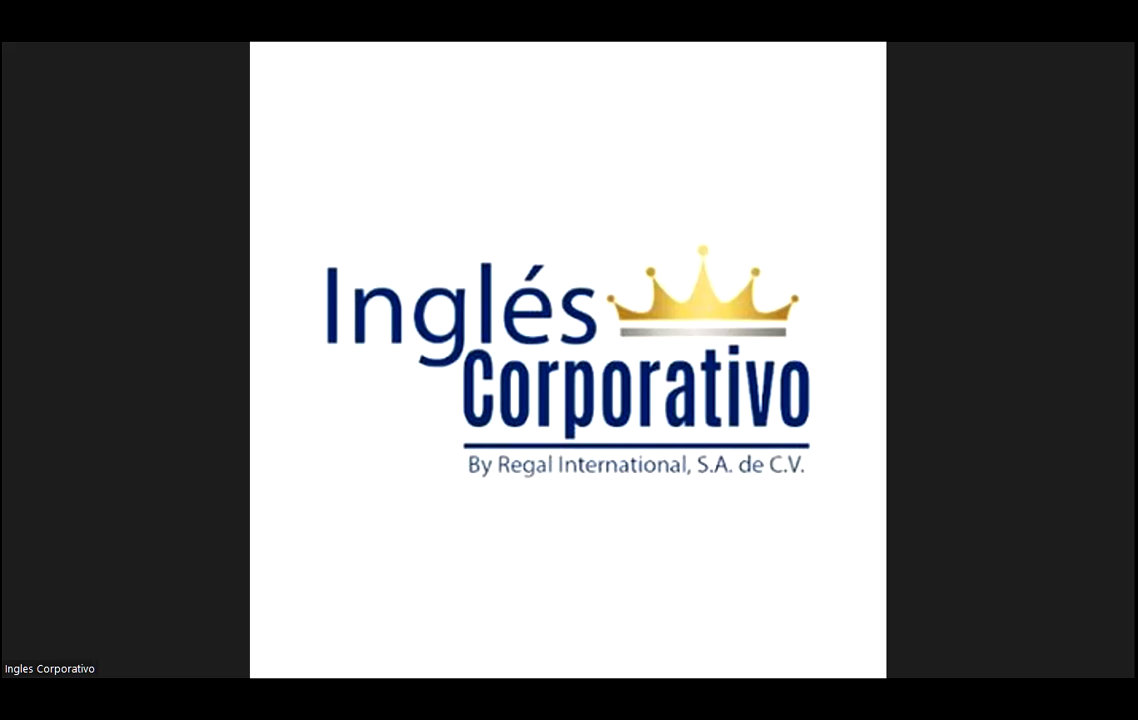 Inglés
Corporativo
By Regal International, S.A. de C.V.
Ingles Corporativo